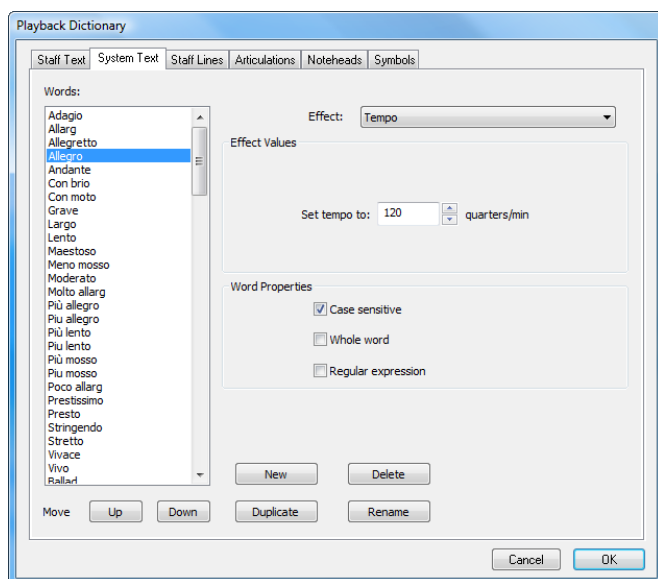 Playback Dictionary
Staff Text System Text Staff Lines Articulations Noteheads Symbols
Words:
Adagio
Allarg
Allegretto
Allegro
Andante
Con brio
Con moto
Grave
Largo
Lento
Maestoso
Meno mosso
Moderato
Molto allarg
Più allegro
Piu allegro
Più lento
Piu lento
Più mosso
Piu mosso
Poco allarg
Prestissimo
Presto
Stringendo
Stretto
Vivace
Vivo
Ballad
Effect: Tempo
Effect Values
Set tempo to: 120 quarters/min
Word Properties
Case sensitive
Whole word
Regular expression
New Delete
Move Up Down Duplicate Rename
Cancel OK